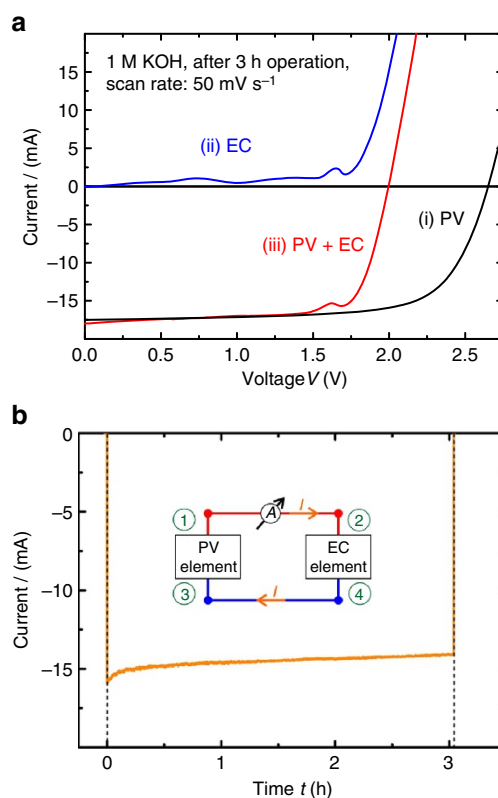 a
1 M KOH, after 3 h operation,
scan rate: 50 mV s⁻¹
(ii) EC
(i) PV
(iii) PV + EC
Current / (mA)
15
10
5
0
−5
−10
−15
0.0
0.5
1.0
1.5
2.0
2.5
Voltage V (V)
b
Current / (mA)
0
−5
−10
−15
1
A
I
2
PV
element
EC
element
3
I
4
0
1
2
3
Time t (h)